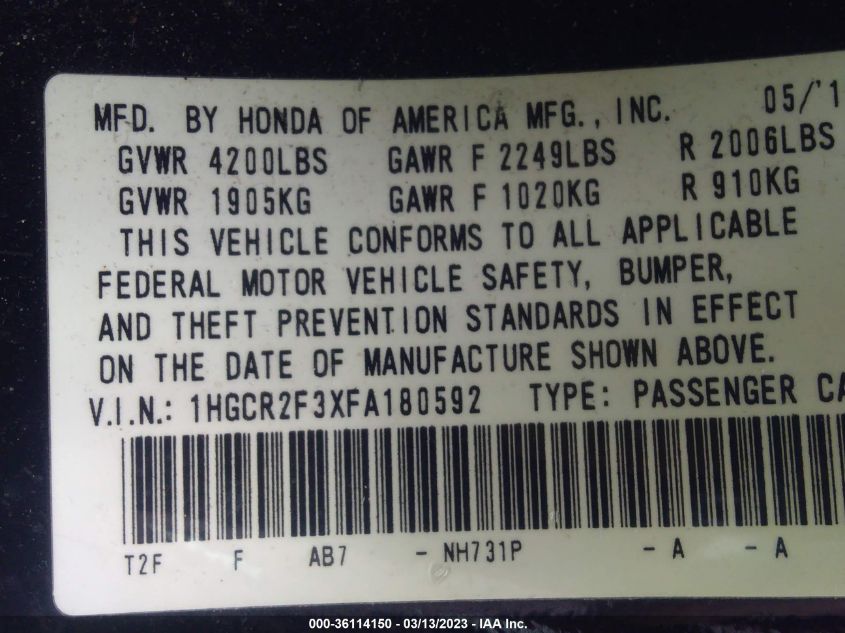 MFD. BY HONDA OF AMERICA MFG., INC. 05/'1
GVWR 4200LBS GAWR F 2249LBS R 2006LBS
GVWR 1905KG GAWR F 1020KG R 910KG
THIS VEHICLE CONFORMS TO ALL APPLICABLE
FEDERAL MOTOR VEHICLE SAFETY, BUMPER,
AND THEFT PREVENTION STANDARDS IN EFFECT
ON THE DATE OF MANUFACTURE SHOWN ABOVE.
V.I.N.: 1HGCR2F3XFA180592 TYPE: PASSENGER CA
T2F F AB7 - NH731P - A - A
000-36114150 - 03/13/2023 - IAA Inc.